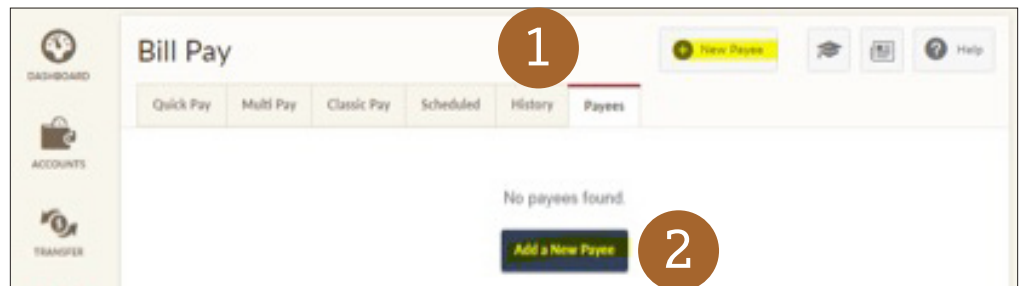 Bill Pay
1
New Payee
Help
DASHBOARD
Quick Pay Multi Pay Classic Pay Scheduled History Payees
ACCOUNTS
No payees found.
TRANSFER
Add a New Payee
2